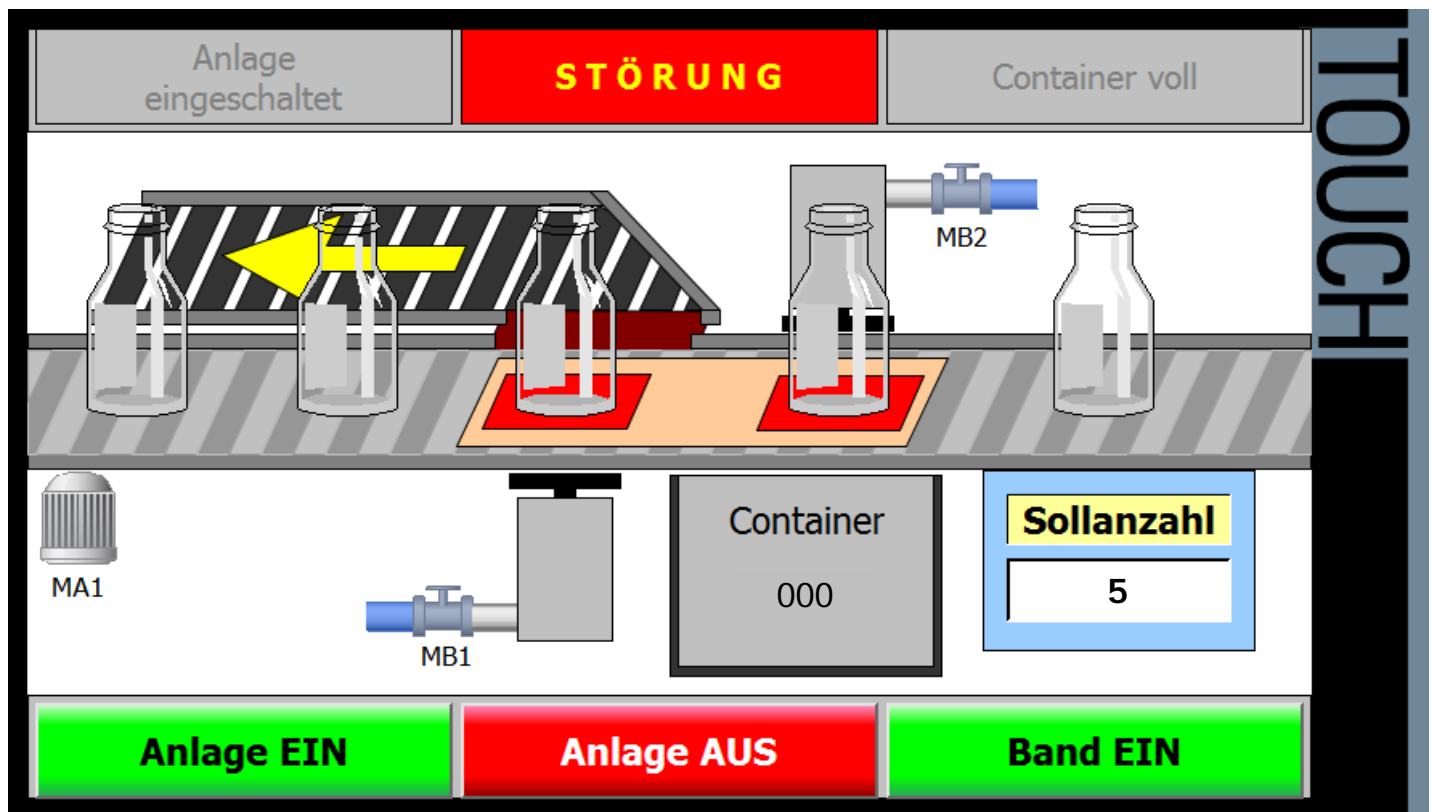 Anlage
eingeschaltet
STÖRUNG
Container voll
TOUCH
MB2
MA1
MB1
Container
000
Sollanzahl
5
Anlage EIN
Anlage AUS
Band EIN